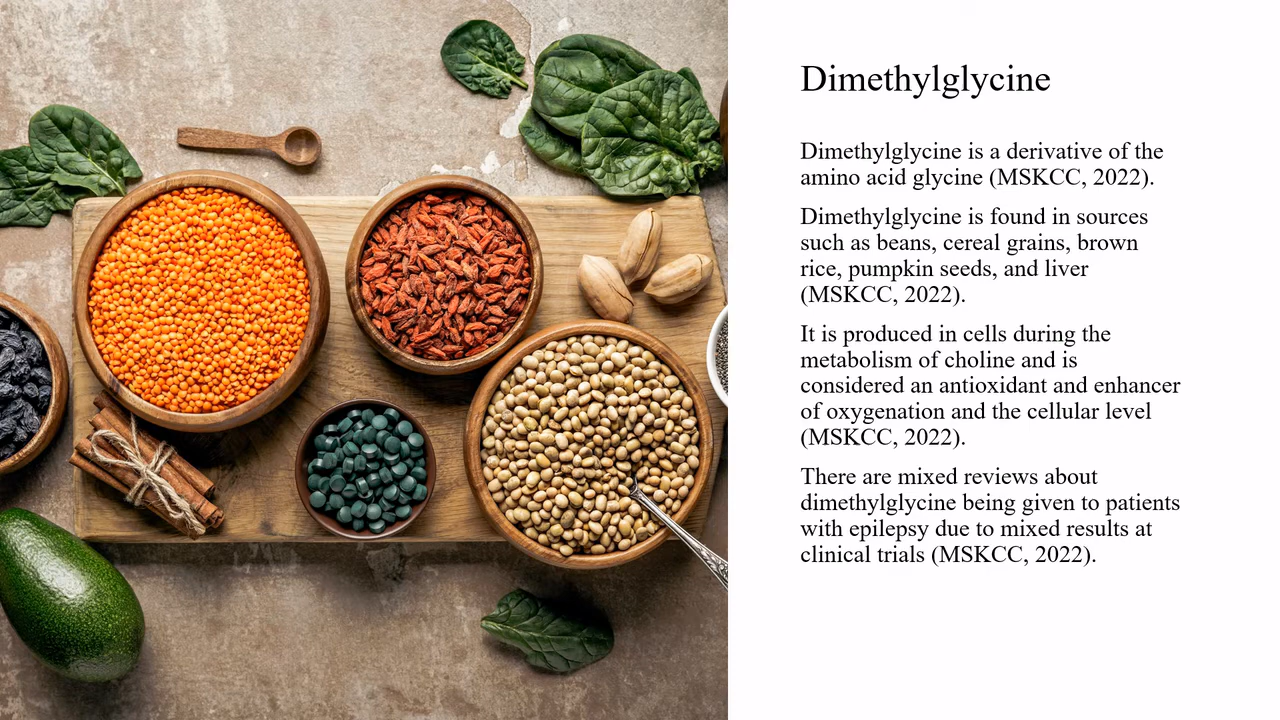 Dimethylglycine
Dimethylglycine is a derivative of the
amino acid glycine (MSKCC, 2022).
Dimethylglycine is found in sources
such as beans, cereal grains, brown
rice, pumpkin seeds, and liver
(MSKCC, 2022).
It is produced in cells during the
metabolism of choline and is
considered an antioxidant and enhancer
of oxygenation and the cellular level
(MSKCC, 2022).
There are mixed reviews about
dimethylglycine being given to patients
with epilepsy due to mixed results at
clinical trials (MSKCC, 2022).